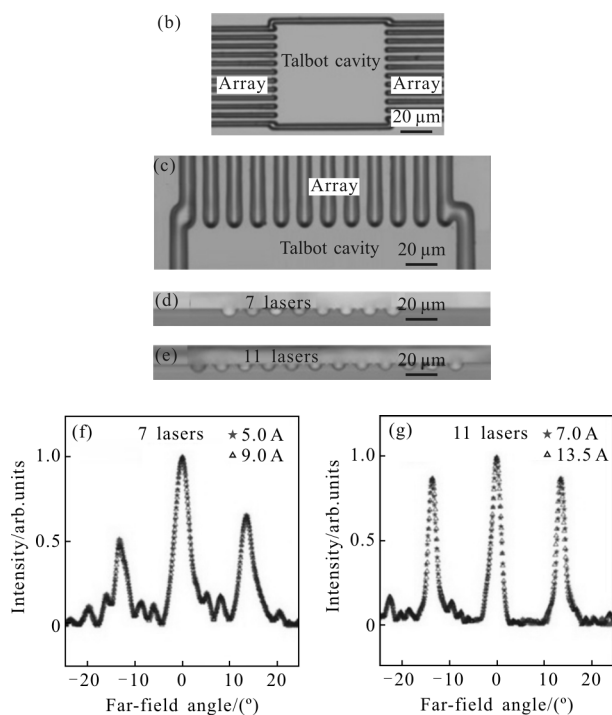 (b)
Talbot cavity
Array Array
20 μm
(c)
Array
Talbot cavity 20 μm
(d) 7 lasers 20 μm
(e) 11 lasers 20 μm
(f) 7 lasers ★ 5.0 A
△ 9.0 A
Intensity/arb.units
1.0
0.5
0
−20 −10 0 10 20
Far-field angle/(º)
(g) 11 lasers ★ 7.0 A
△ 13.5 A
Intensity/arb.units
1.0
0.5
0
−20 −10 0 10 20
Far-field angle/(º)